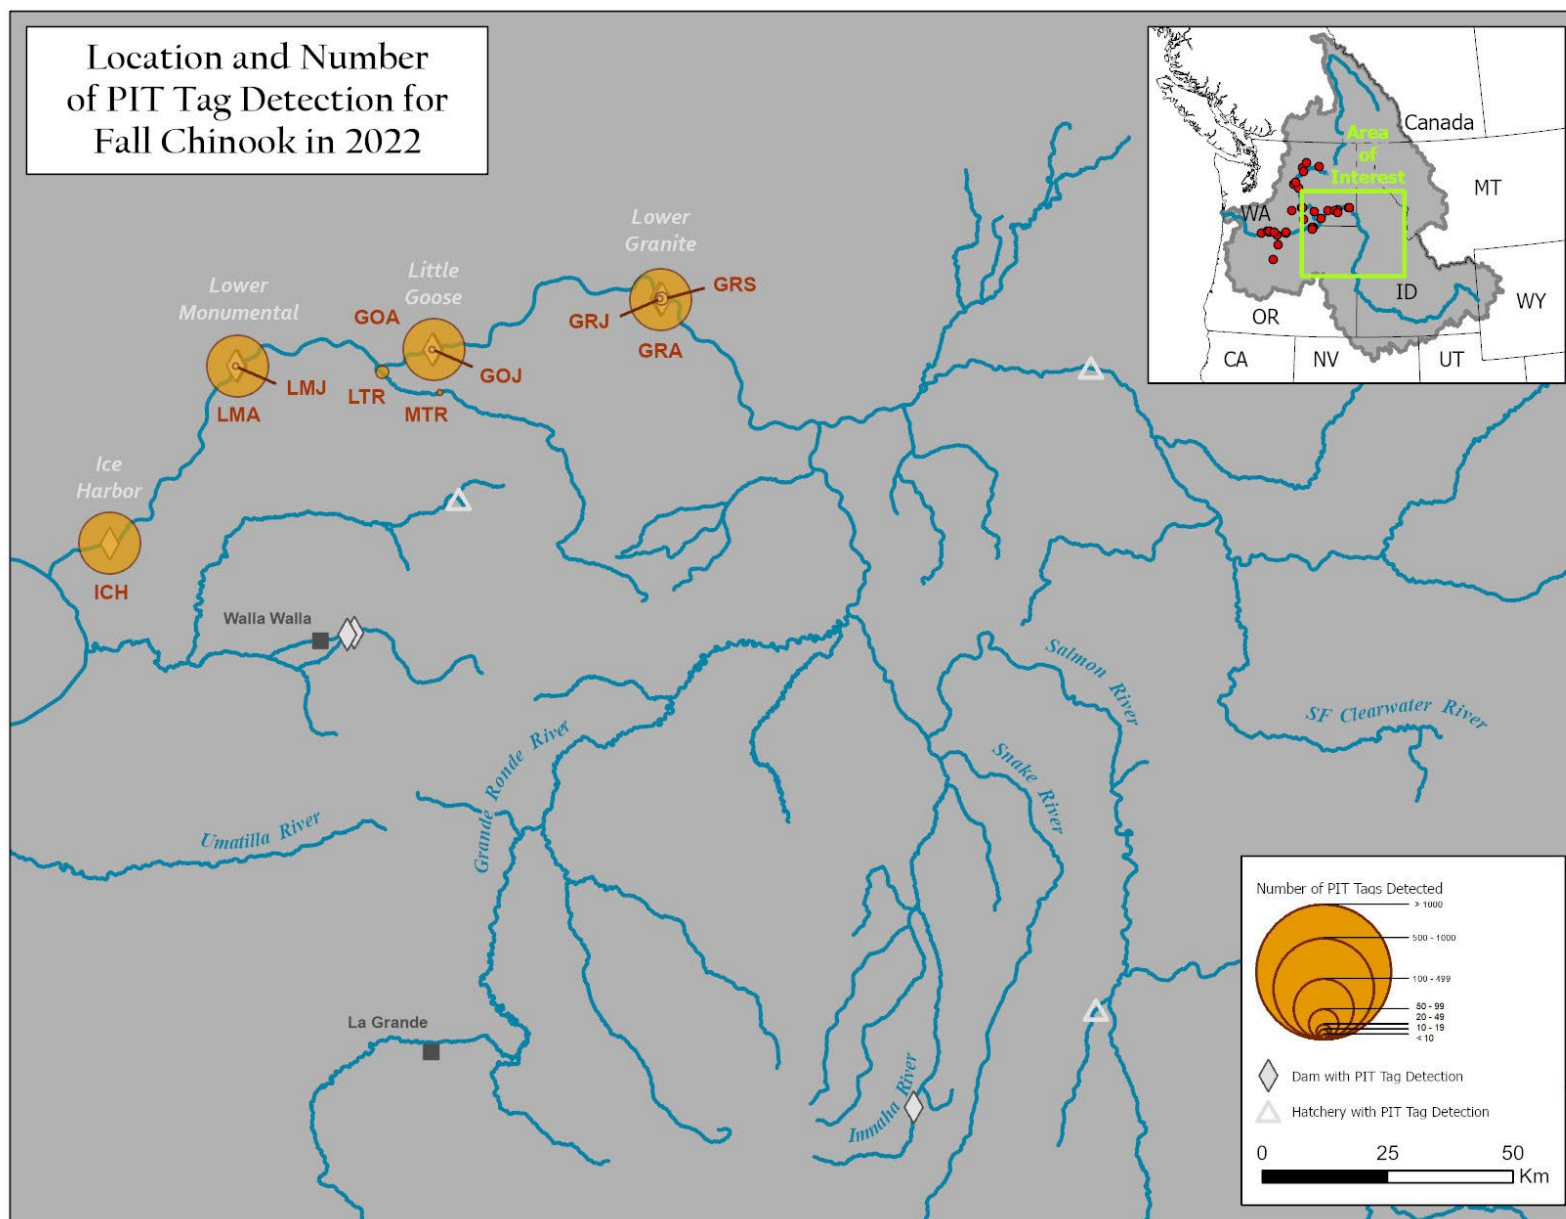 Location and Number
of PIT Tag Detection for
Fall Chinook in 2022
Canada
Area
of
Interest
MT
WA
ID
WY
OR
CA
NV
UT
Lower
Granite
GRS
GRJ
GRA
Little
Goose
GOA
GOJ
Lower
Monumental
LMJ
LMA
LTR
MTR
Ice
Harbor
ICH
Walla Walla
Salmon River
SF Clearwater River
Snake River
Grande Ronde River
Umatilla River
La Grande
Imnaha River
Number of PIT Tags Detected
> 1000
500 - 1000
100 - 499
50 - 99
20 - 49
10 - 19
< 10
Dam with PIT Tag Detection
Hatchery with PIT Tag Detection
0 25 50
Km